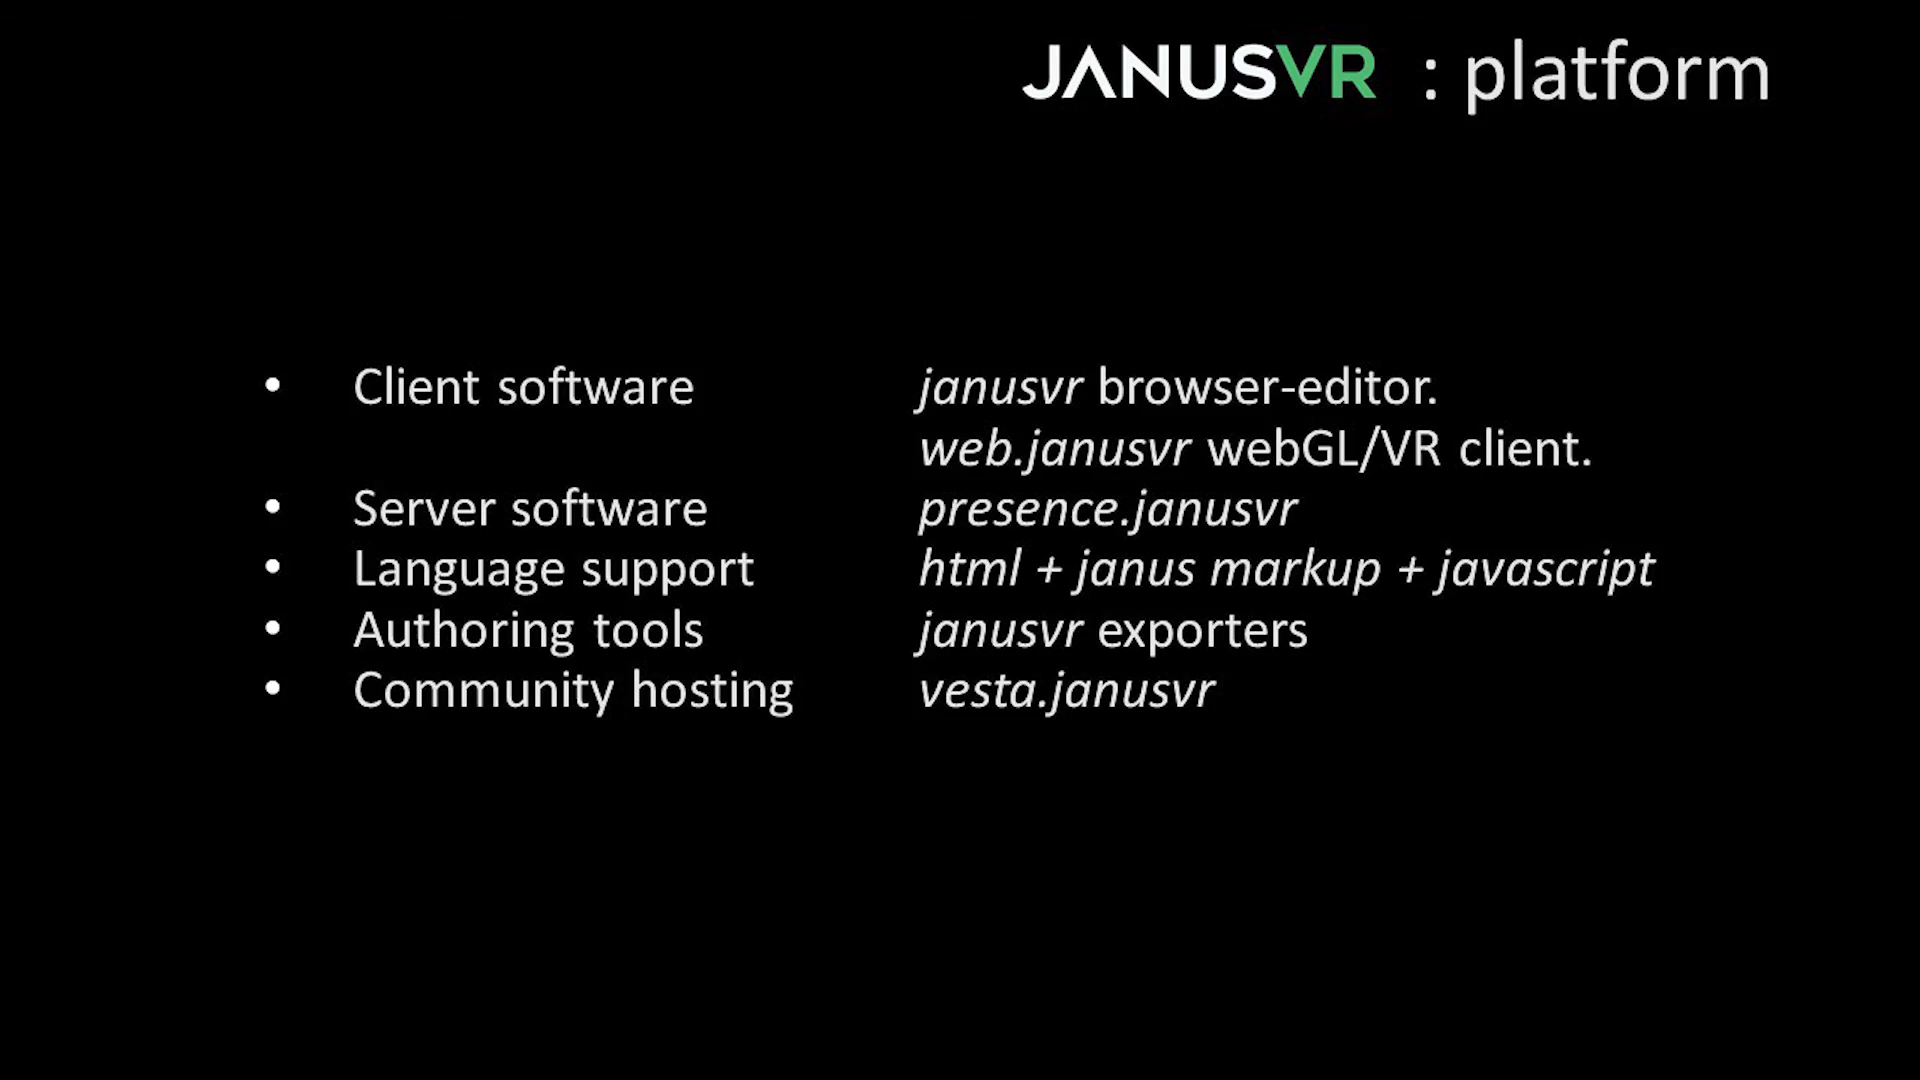 JANUSVR : platform
• Client software janusvr browser-editor.
web.janusvr webGL/VR client.
• Server software presence.janusvr
• Language support html + janus markup + javascript
• Authoring tools janusvr exporters
• Community hosting vesta.janusvr